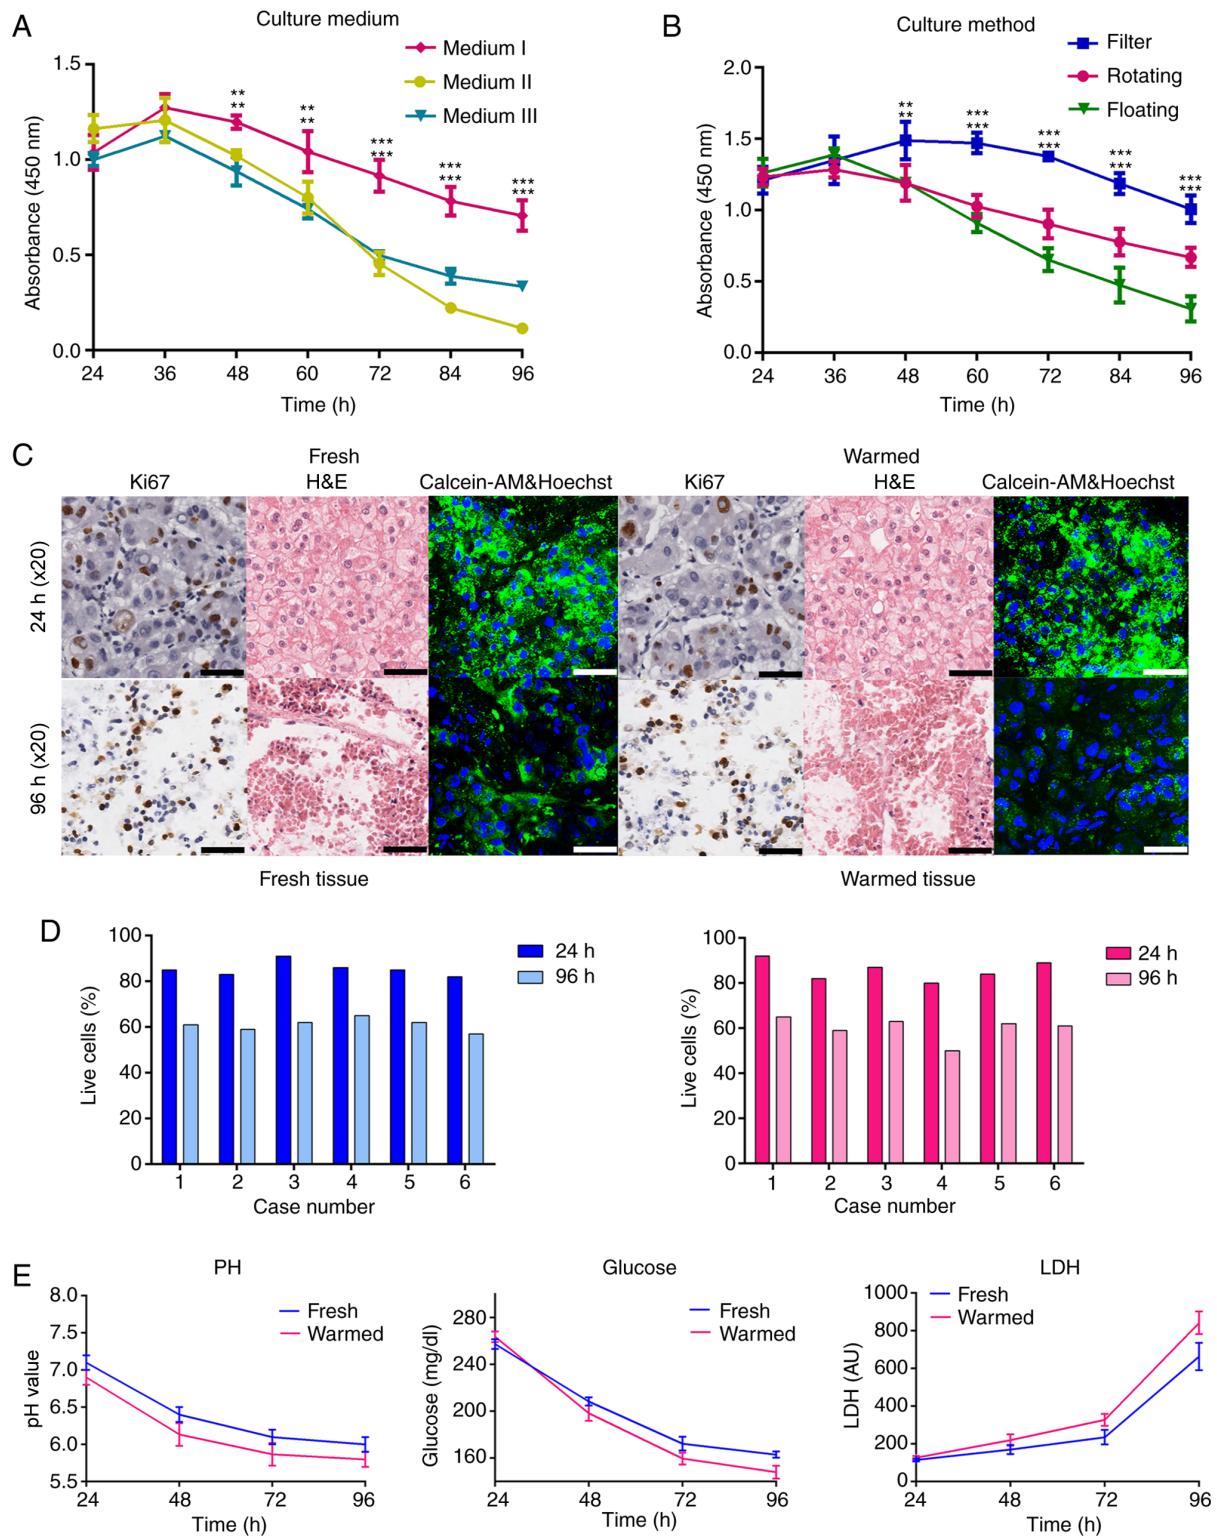 A
Culture medium
Medium I
Medium II
Medium III
Absorbance (450 nm)
1.5
1.0
0.5
0.0
**
**
**
**
***
***
***
***
***
***
24 36 48 60 72 84 96
Time (h)
B
Culture method
Filter
Rotating
Floating
Absorbance (450 nm)
2.0
1.5
1.0
0.5
0.0
**
**
***
***
***
***
***
***
***
***
24 36 48 60 72 84 96
Time (h)
C
Fresh Warmed
Ki67 H&E Calcein-AM&Hoechst Ki67 H&E Calcein-AM&Hoechst
24 h (x20)
96 h (x20)
Fresh tissue Warmed tissue
D
Live cells (%)
100
80
60
40
20
0
24 h
96 h
1 2 3 4 5 6
Case number
Live cells (%)
100
80
60
40
20
0
24 h
96 h
1 2 3 4 5 6
Case number
E
PH
Fresh
Warmed
pH value
8.0
7.5
7.0
6.5
6.0
5.5
24 48 72 96
Time (h)
Glucose
Fresh
Warmed
Glucose (mg/dl)
280
240
200
160
24 48 72 96
Time (h)
LDH
Fresh
Warmed
LDH (AU)
1000
800
600
400
200
0
24 48 72 96
Time (h)